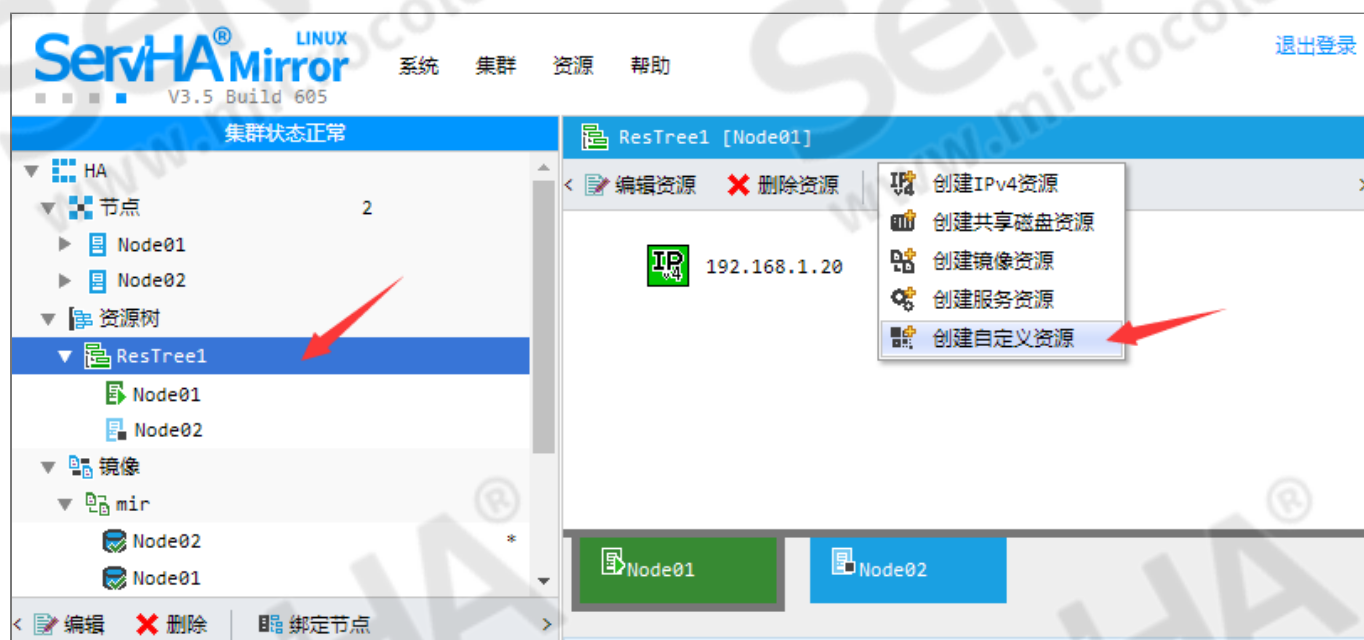 ServHA® Mirror LINUX
V3.5 Build 605
系统 集群 资源 帮助
退出登录
集群状态正常
HA
节点 2
Node01
Node02
资源树
ResTree1
Node01
Node02
镜像
mir
Node02 *
Node01
< 编辑 删除 绑定节点 >
ResTree1 [Node01]
< 编辑资源 删除资源 >
IPv4 192.168.1.20
创建IPv4资源
创建共享磁盘资源
创建镜像资源
创建服务资源
创建自定义资源
Node01 Node02